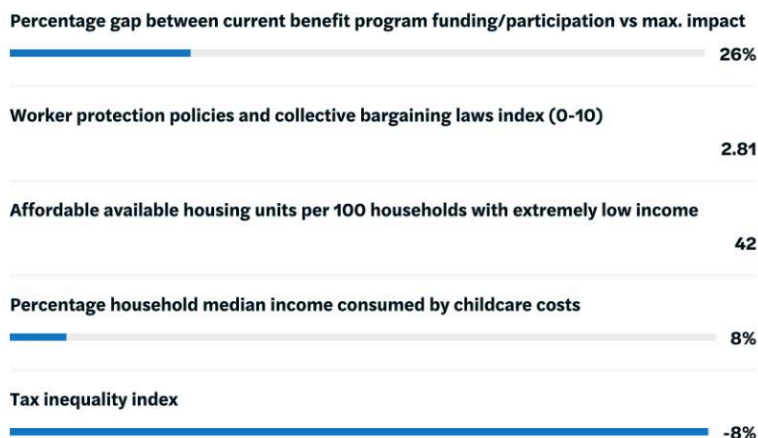 Percentage gap between current benefit program funding/participation vs max. impact
26%
Worker protection policies and collective bargaining laws index (0-10)
2.81
Affordable available housing units per 100 households with extremely low income
42
Percentage household median income consumed by childcare costs
8%
Tax inequality index
-8%